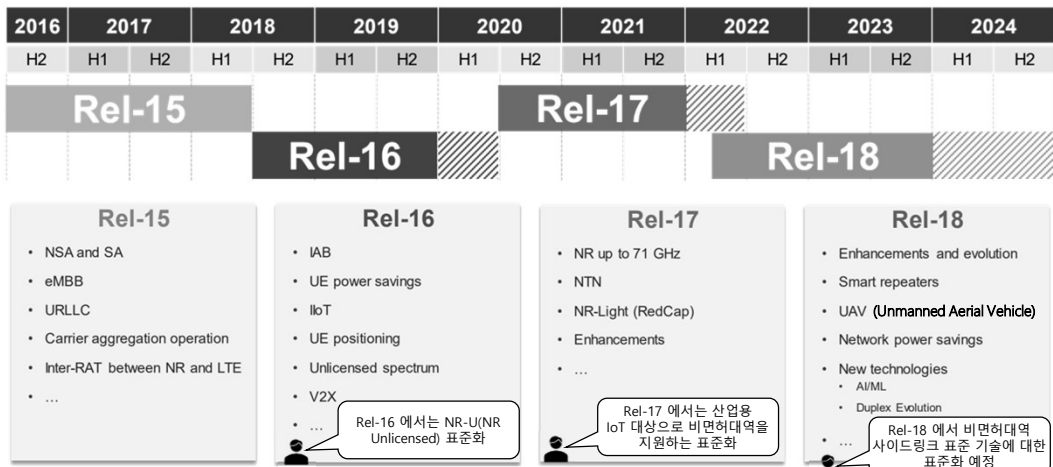 2016 2017 2018 2019 2020 2021 2022 2023 2024
H2 H1 H2 H1 H2 H1 H2 H1 H2 H1 H2 H1 H2 H1 H2 H1 H2
Rel-15
Rel-17
Rel-16
Rel-18
Rel-15
• NSA and SA
• eMBB
• URLLC
• Carrier aggregation operation
• Inter-RAT between NR and LTE
• …
Rel-16
• IAB
• UE power savings
• IIoT
• UE positioning
• Unlicensed spectrum
• V2X
• …
Rel-16 에서는 NR-U(NR
Unlicensed) 표준화
Rel-17
• NR up to 71 GHz
• NTN
• NR-Light (RedCap)
• Enhancements
• …
Rel-17 에서는 산업용
IoT 대상으로 비면허대역을
지원하는 표준화
Rel-18
• Enhancements and evolution
• Smart repeaters
• UAV (Unmanned Aerial Vehicle)
• Network power savings
• New technologies
• AI/ML
• Duplex Evolution
• …
Rel-18 에서 비면허대역
사이드링크 표준 기술에 대한
표준화 예정